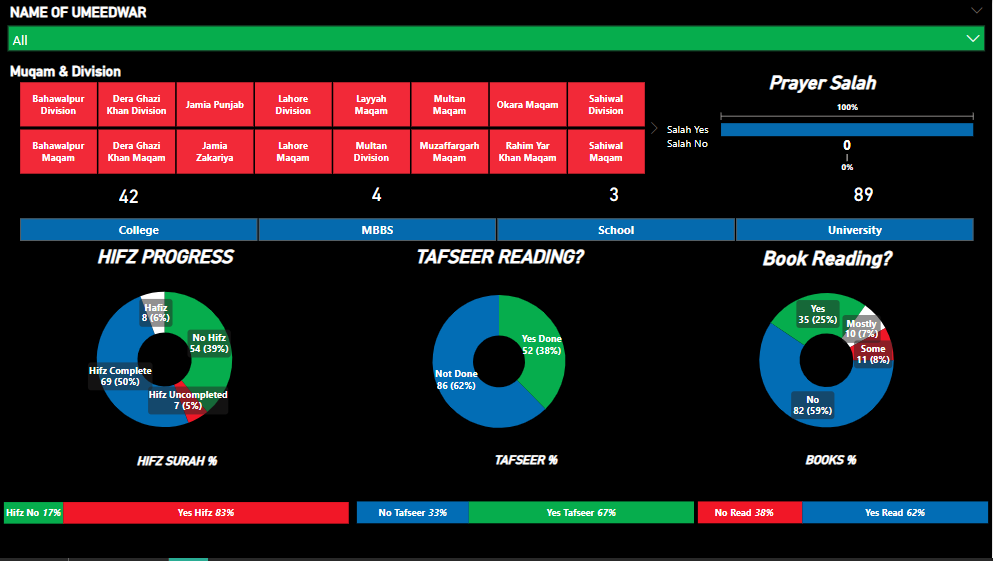 NAME OF UMEEDWAR
All
Muqam & Division
Bahawalpur
Division
Dera Ghazi
Khan Division
Jamia Punjab
Lahore
Division
Layyah
Maqam
Multan
Maqam
Okara Maqam
Sahiwal
Division
Bahawalpur
Maqam
Dera Ghazi
Khan Maqam
Jamia
Zakariya
Lahore
Maqam
Multan
Division
Muzaffargarh
Maqam
Rahim Yar
Khan Maqam
Sahiwal
Maqam
Prayer Salah
100%
Salah Yes
Salah No
0
0%
42
4
3
89
College
MBBS
School
University
HIFZ PROGRESS
Hafiz
8 (6%)
No Hifz
54 (39%)
Hifz Complete
69 (50%)
Hifz Uncompleted
7 (5%)
HIFZ SURAH %
TAFSEER READING?
Yes Done
52 (38%)
Not Done
86 (62%)
TAFSEER %
Book Reading?
Yes
35 (25%)
Mostly
10 (7%)
Some
11 (8%)
No
82 (59%)
BOOKS %
Hifz No 17%
Yes Hifz 83%
No Tafseer 33%
Yes Tafseer 67%
No Read 38%
Yes Read 62%